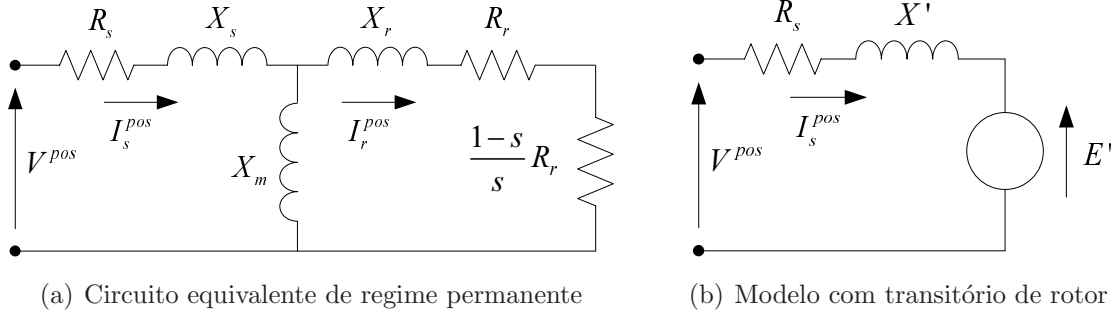 R_s X_s X_r R_r
I_s^{pos} I_r^{pos}
V^{pos} X_m \frac{1-s}{s} R_r
(a) Circuito equivalente de regime permanente
R_s X'
I_s^{pos}
V^{pos} E'
(b) Modelo com transitório de rotor